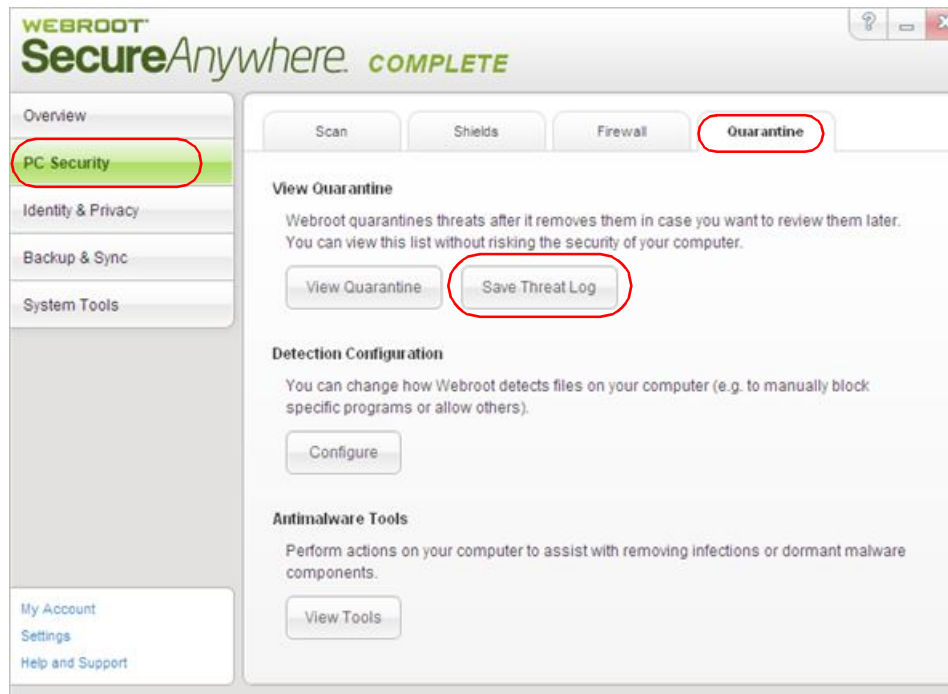 WEBROOT
SecureAnywhere. COMPLETE
?
Overview
PC Security
Identity & Privacy
Backup & Sync
System Tools
Scan
Shields
Firewall
Quarantine
View Quarantine
Webroot quarantines threats after it removes them in case you want to review them later.
You can view this list without risking the security of your computer.
View Quarantine
Save Threat Log
Detection Configuration
You can change how Webroot detects files on your computer (e.g. to manually block
specific programs or allow others).
Configure
Antimalware Tools
Perform actions on your computer to assist with removing infections or dormant malware
components.
View Tools
My Account
Settings
Help and Support